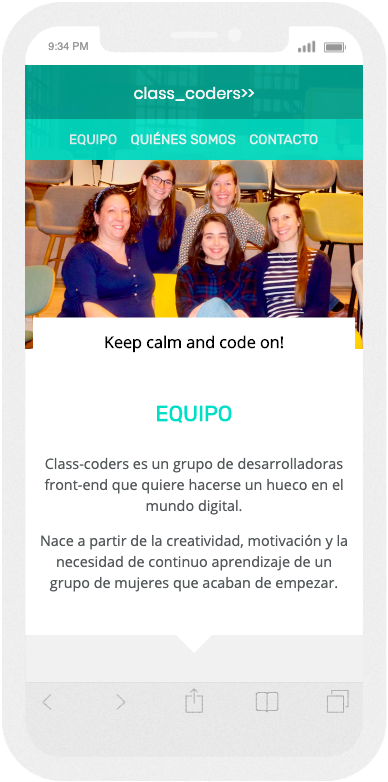 9:34 PM
class_coders>>
EQUIPO QUIÉNES SOMOS CONTACTO
Keep calm and code on!
EQUIPO
Class-coders es un grupo de desarrolladoras
front-end que quiere hacerse un hueco en el
mundo digital.
Nace a partir de la creatividad, motivación y la
necesidad de continuo aprendizaje de un
grupo de mujeres que acaban de empezar.